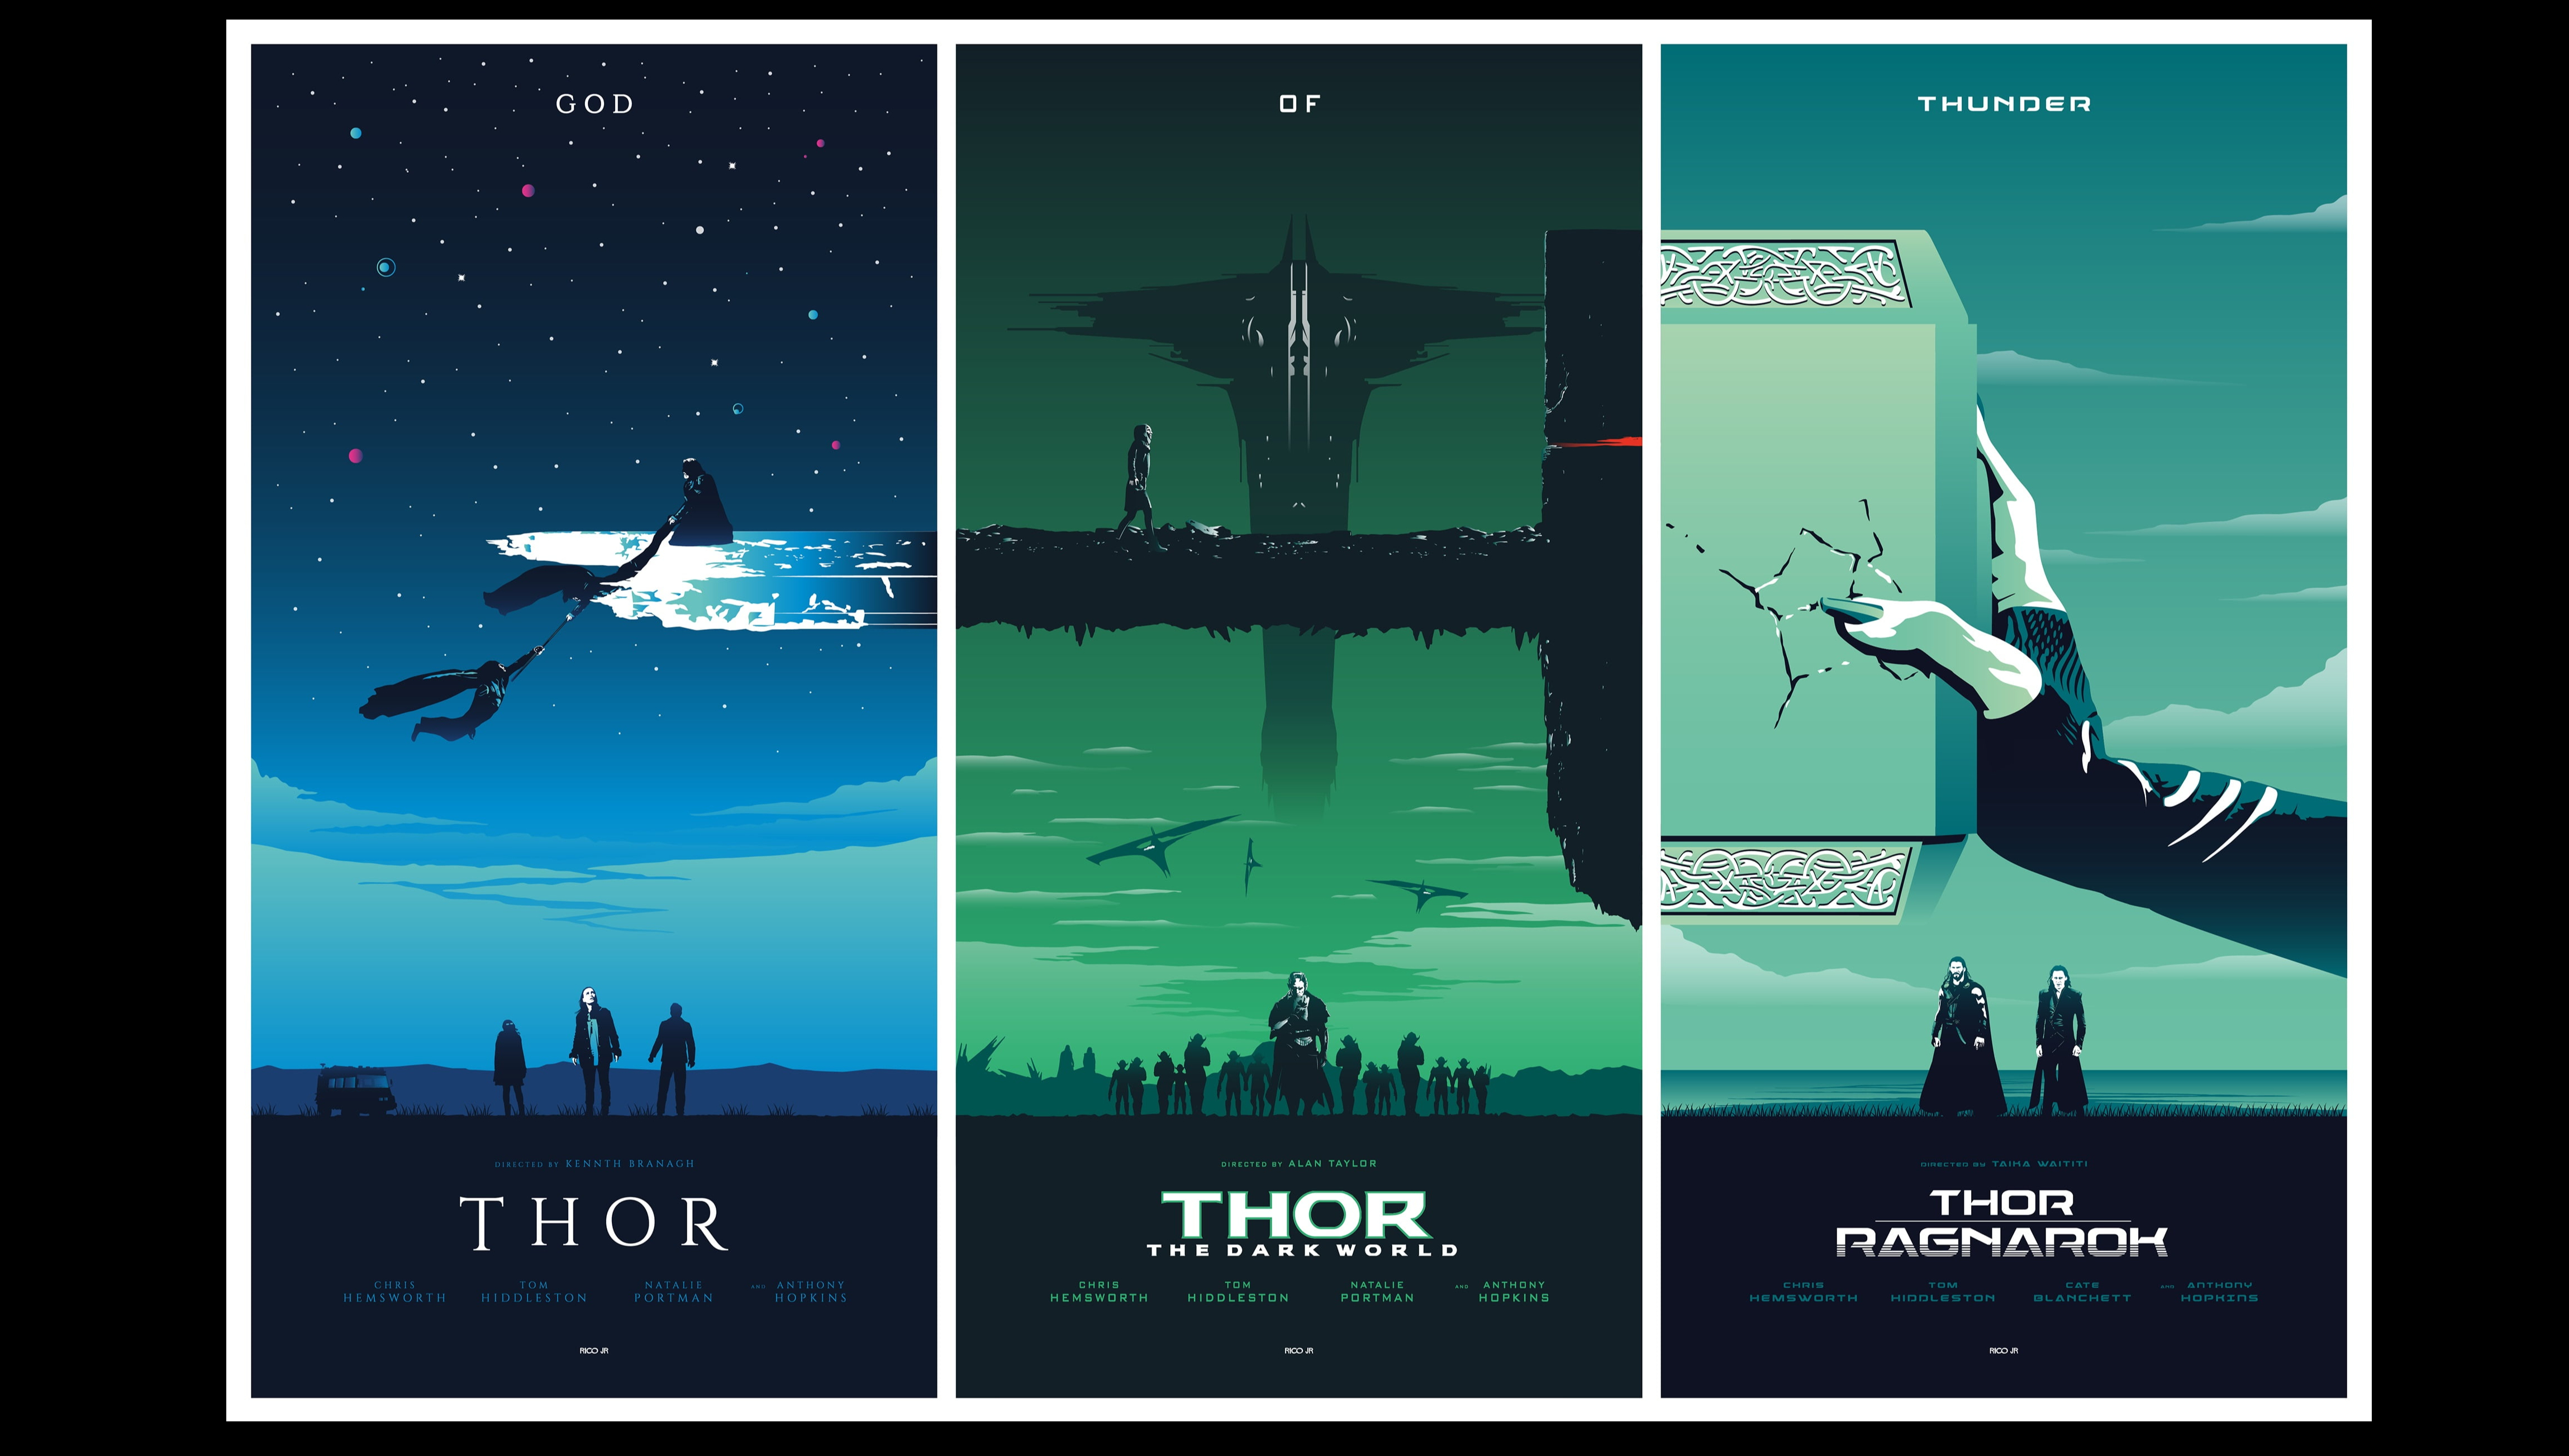 GOD
DIRECTED BY KENNTH BRANAGH
THOR
CHRIS HEMSWORTH
TOM HIDDLESTON
NATALIE PORTMAN
AND ANTHONY HOPKINS
RICO JR
OF
DIRECTED BY ALAN TAYLOR
THOR
THE DARK WORLD
CHRIS HEMSWORTH
TOM HIDDLESTON
NATALIE PORTMAN
AND ANTHONY HOPKINS
RICO JR
THUNDER
DIRECTED BY TAIKA WAITITI
THOR
RAGNAROK
CHRIS HEMSWORTH
TOM HIDDLESTON
CATE BLANCHETT
AND ANTHONY HOPKINS
RICO JR